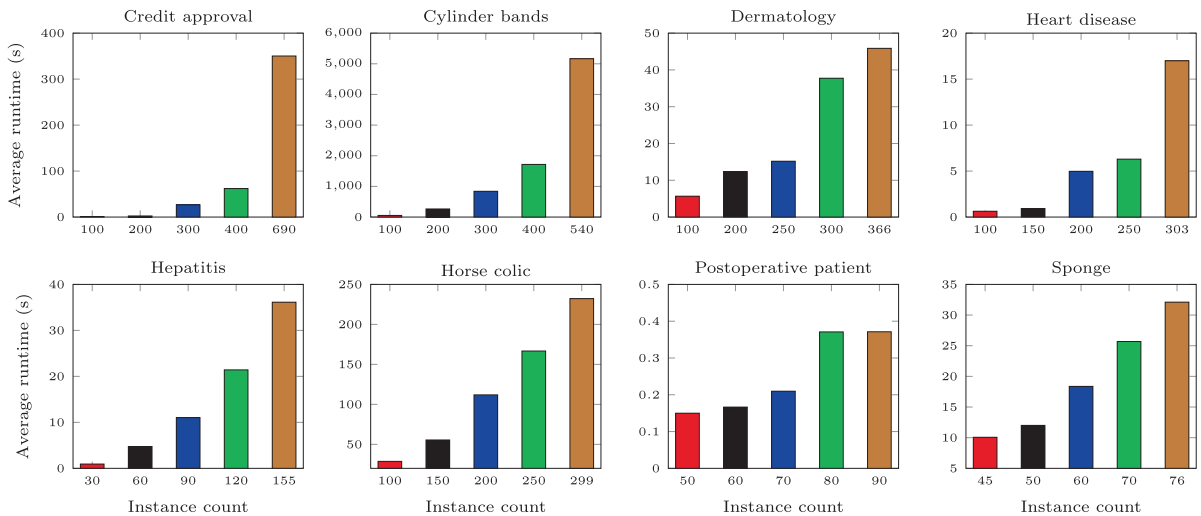 Credit approval
Cylinder bands
Dermatology
Heart disease
Average runtime (s)
400
300
200
100
0
100 200 300 400 690
6,000
5,000
4,000
3,000
2,000
1,000
0
100 200 300 400 540
50
40
30
20
10
0
100 200 250 300 366
20
15
10
5
0
100 150 200 250 303
Hepatitis
Horse colic
Postoperative patient
Sponge
Average runtime (s)
40
30
20
10
0
30 60 90 120 155
Instance count
250
200
150
100
50
100 150 200 250 299
Instance count
0.5
0.4
0.3
0.2
0.1
0
50 60 70 80 90
Instance count
35
30
25
20
15
10
5
45 50 60 70 76
Instance count